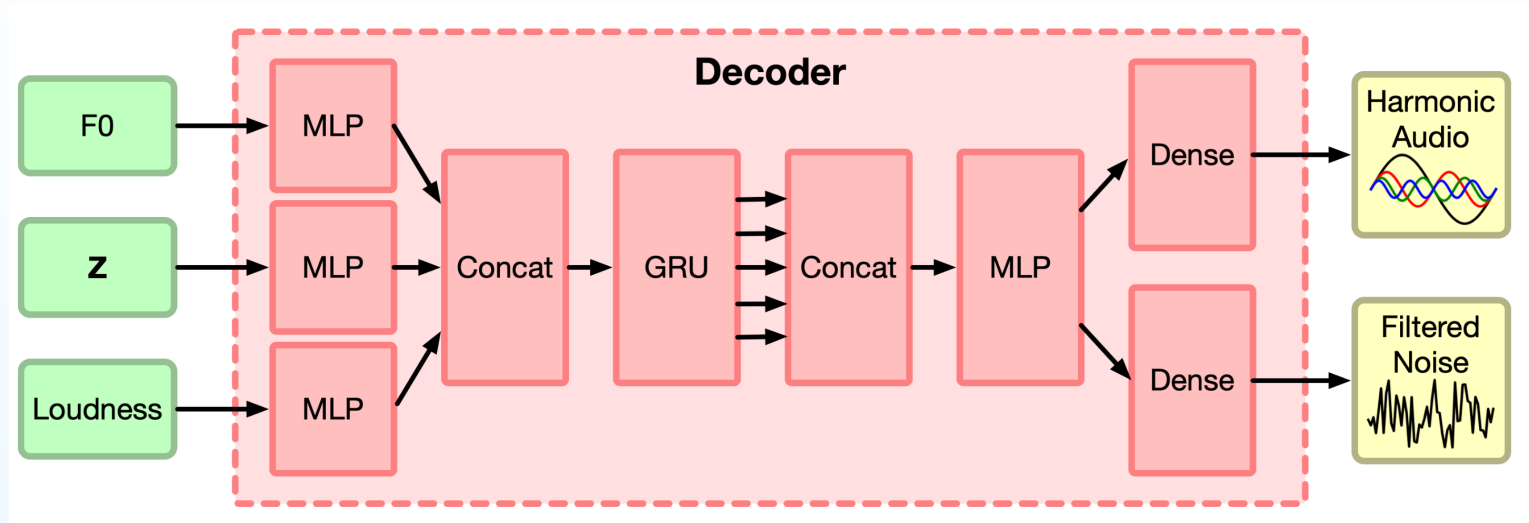 Decoder
F0
MLP
z
MLP
Loudness
MLP
Concat
GRU
Concat
MLP
Dense
Dense
Harmonic
Audio
Filtered
Noise